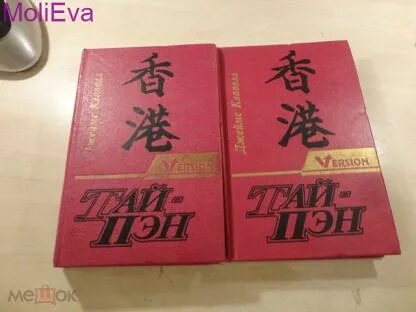 MoliEva
Джеймс Клавелл
香港
VERSION
ТАЙ-
ПЭН
Джеймс Клавелл
香港
VERSION
ТАЙ-
ПЭН
мешок